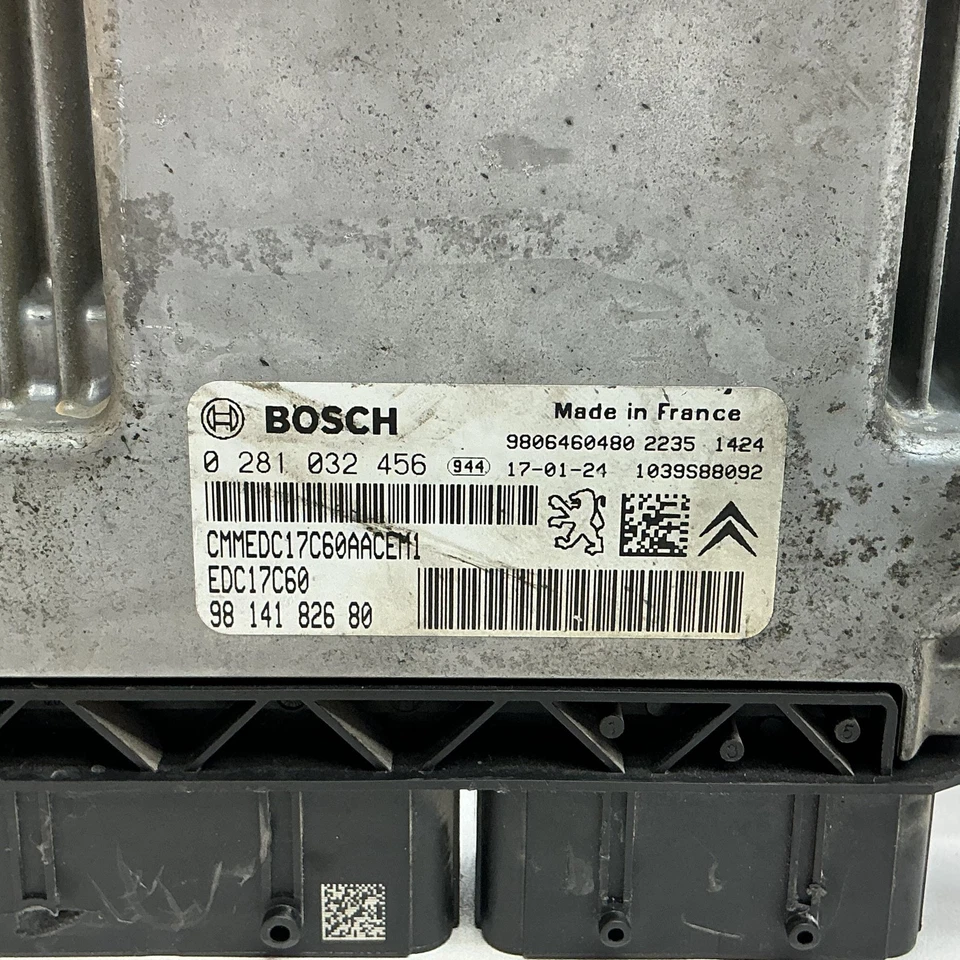 BOSCH
Made in France
9806460480 2235 1424
0 281 032 456 944 17-01-24 1039S88092
CMMEDC17C60AACEM1
EDC17C60
98 141 826 80